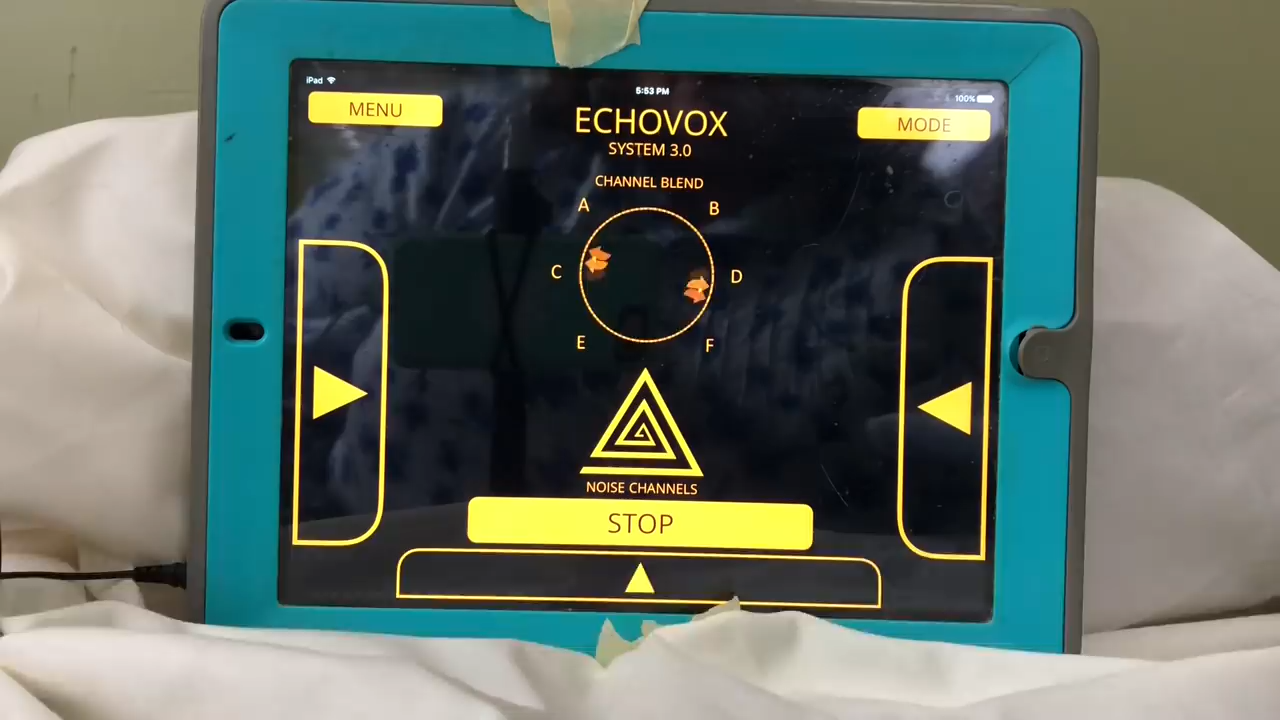 iPad
5:53 PM
100%
MENU
ECHOVOX
MODE
SYSTEM 3.0
CHANNEL BLEND
A
B
C
D
E
F
NOISE CHANNELS
STOP